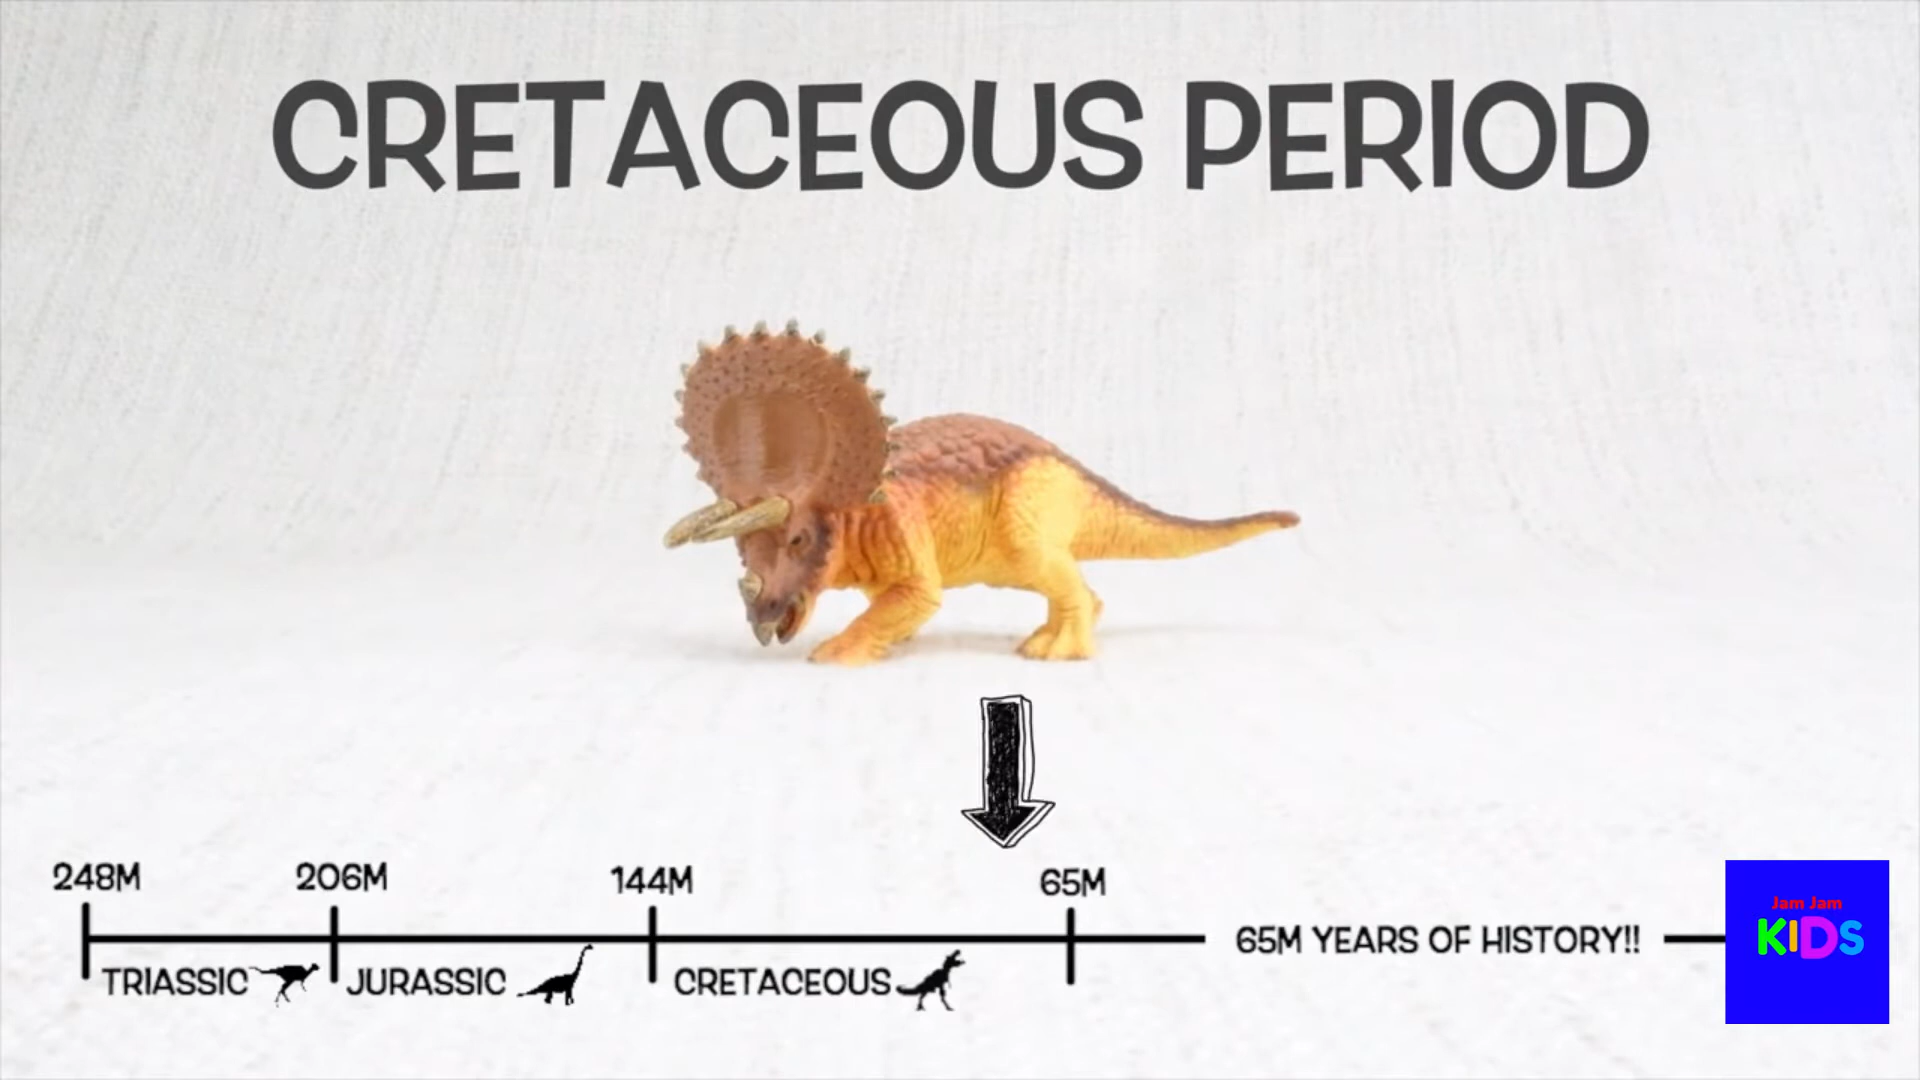 CRETACEOUS PERIOD
248M 206M 144M 65M
65M YEARS OF HISTORY!!
TRIASSIC JURASSIC CRETACEOUS
Jam Jam
KIDS